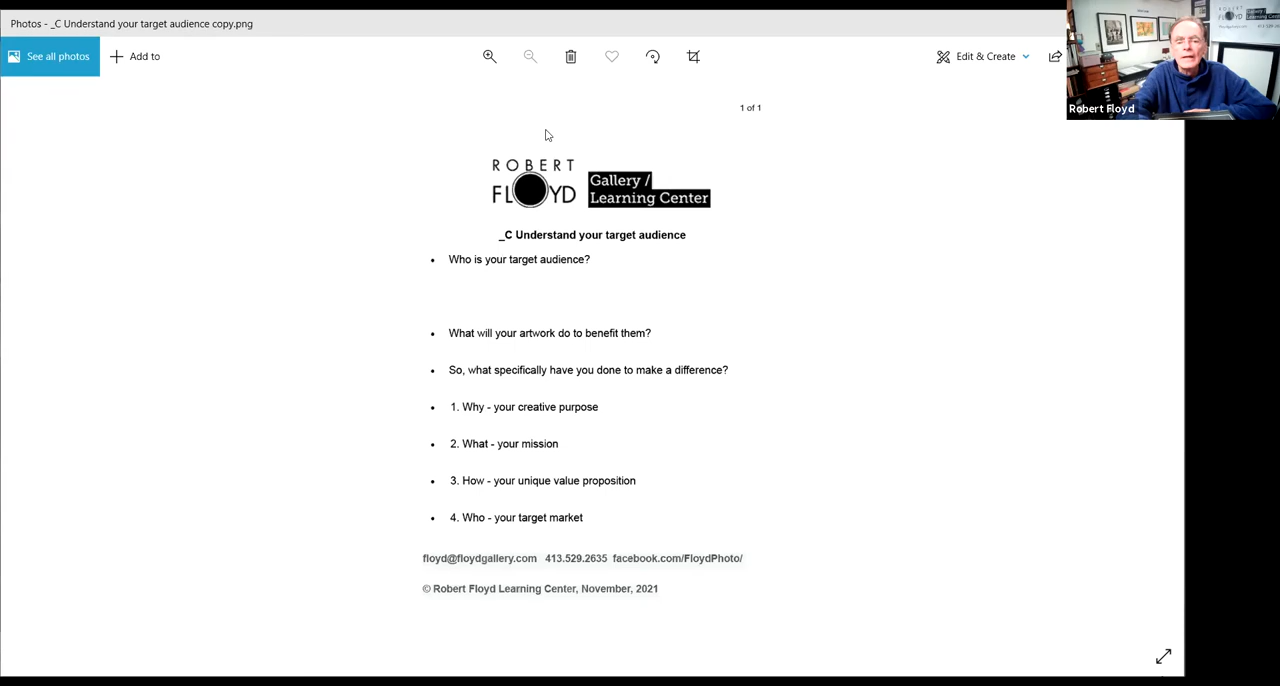 Photos - _C Understand your target audience copy.png
See all photos
Add to
Edit & Create
Robert Floyd
1 of 1
ROBERT
FLOYD
Gallery /
Learning Center
_C Understand your target audience
• Who is your target audience?
• What will your artwork do to benefit them?
• So, what specifically have you done to make a difference?
• 1. Why - your creative purpose
• 2. What - your mission
• 3. How - your unique value proposition
• 4. Who - your target market
floyd@floydgallery.com 413.529.2635 facebook.com/FloydPhoto/
© Robert Floyd Learning Center, November, 2021